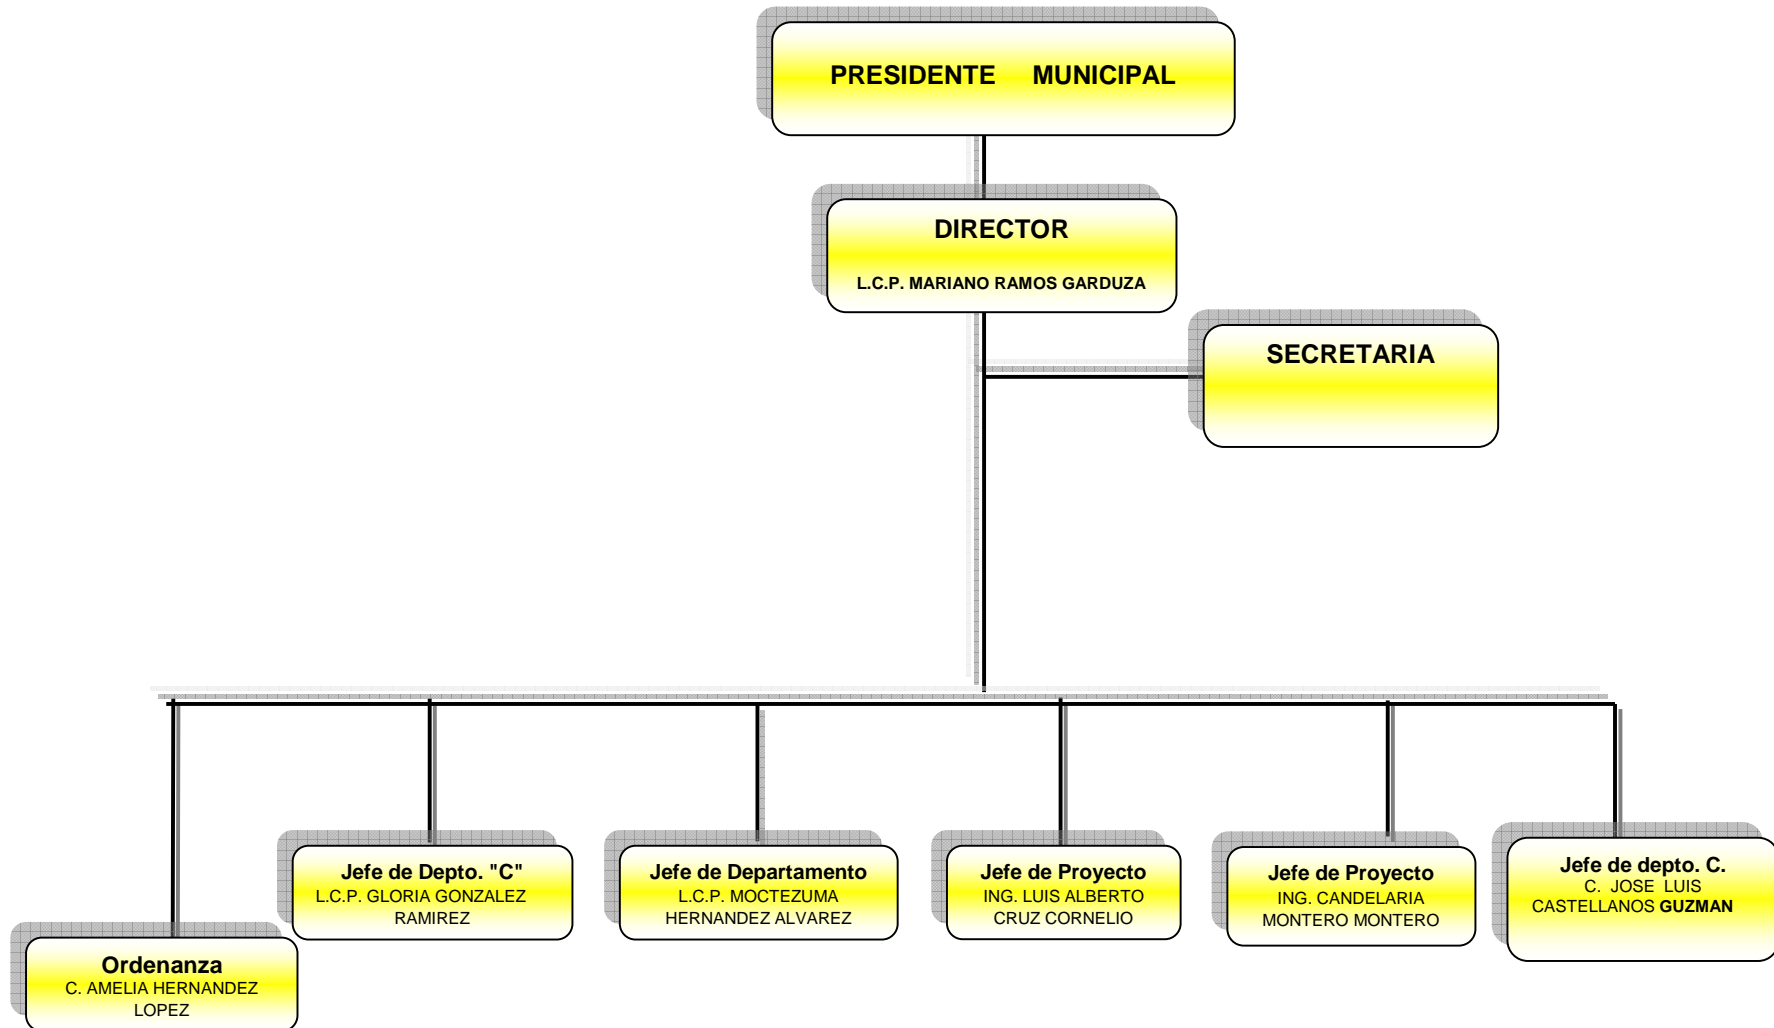 PRESIDENTE MUNICIPAL
DIRECTOR
L.C.P. MARIANO RAMOS GARDUZA
SECRETARIA
Jefe de Depto. "C"
L.C.P. GLORIA GONZALEZ
RAMIREZ
Jefe de Departamento
L.C.P. MOCTEZUMA
HERNANDEZ ALVAREZ
Jefe de Proyecto
ING. LUIS ALBERTO
CRUZ CORNELIO
Jefe de Proyecto
ING. CANDELARIA
MONTERO MONTERO
Jefe de depto. C.
C. JOSE LUIS
CASTELLANOS GUZMAN
Ordenanza
C. AMELIA HERNANDEZ
LOPEZ